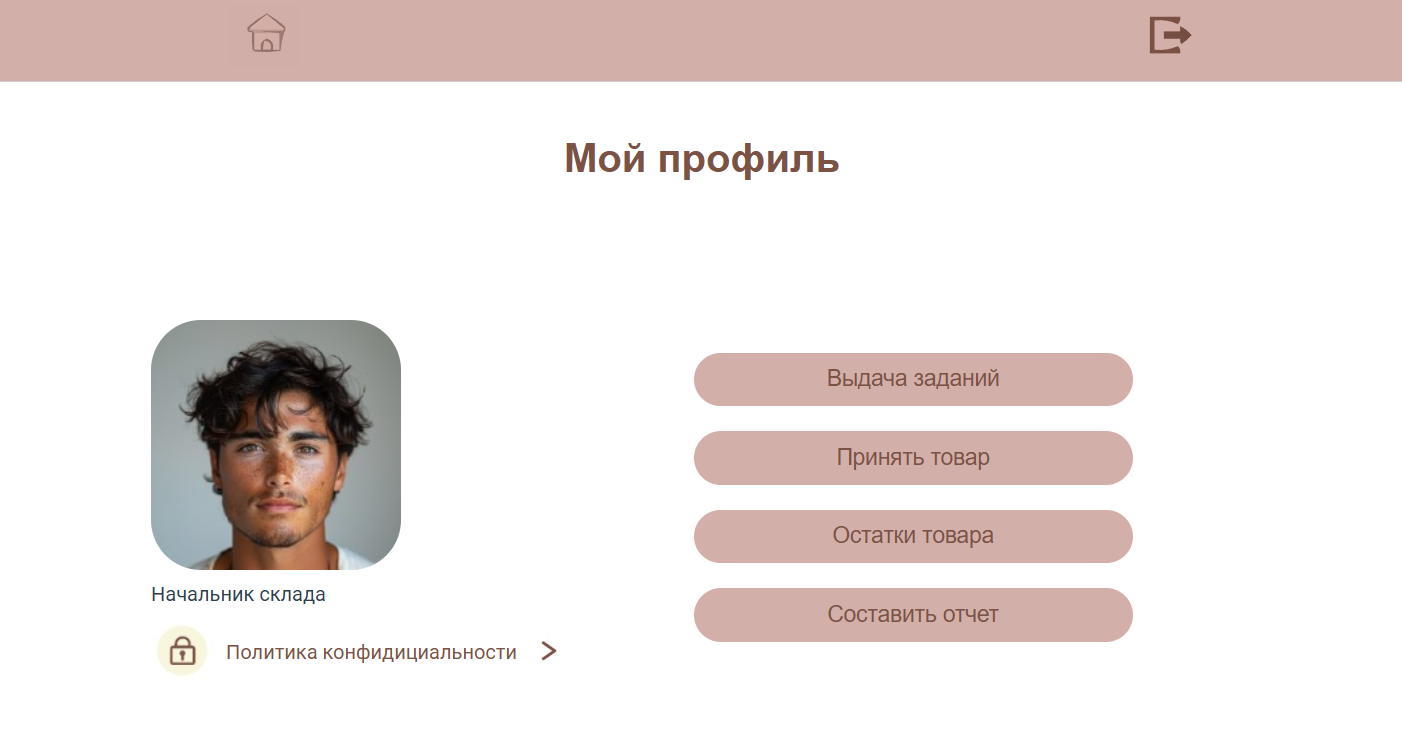 Мой профиль
Начальник склада
Политика конфидициальности
Выдача заданий
Принять товар
Остатки товара
Составить отчет